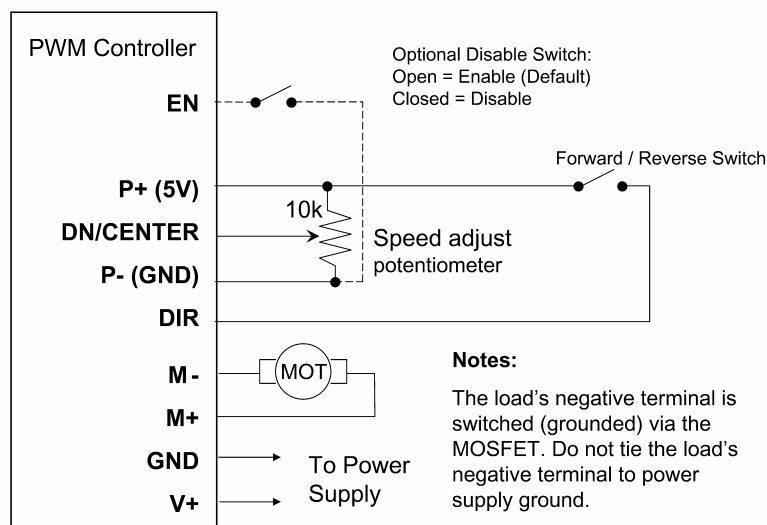 PWM Controller
Optional Disable Switch:
Open = Enable (Default)
Closed = Disable
EN
Forward / Reverse Switch
P+ (5V)
10k
DN/CENTER
Speed adjust
potentiometer
P- (GND)
DIR
M -
MOT
M+
GND
V+
To Power
Supply
Notes:
The load's negative terminal is
switched (grounded) via the
MOSFET. Do not tie the load's
negative terminal to power
supply ground.